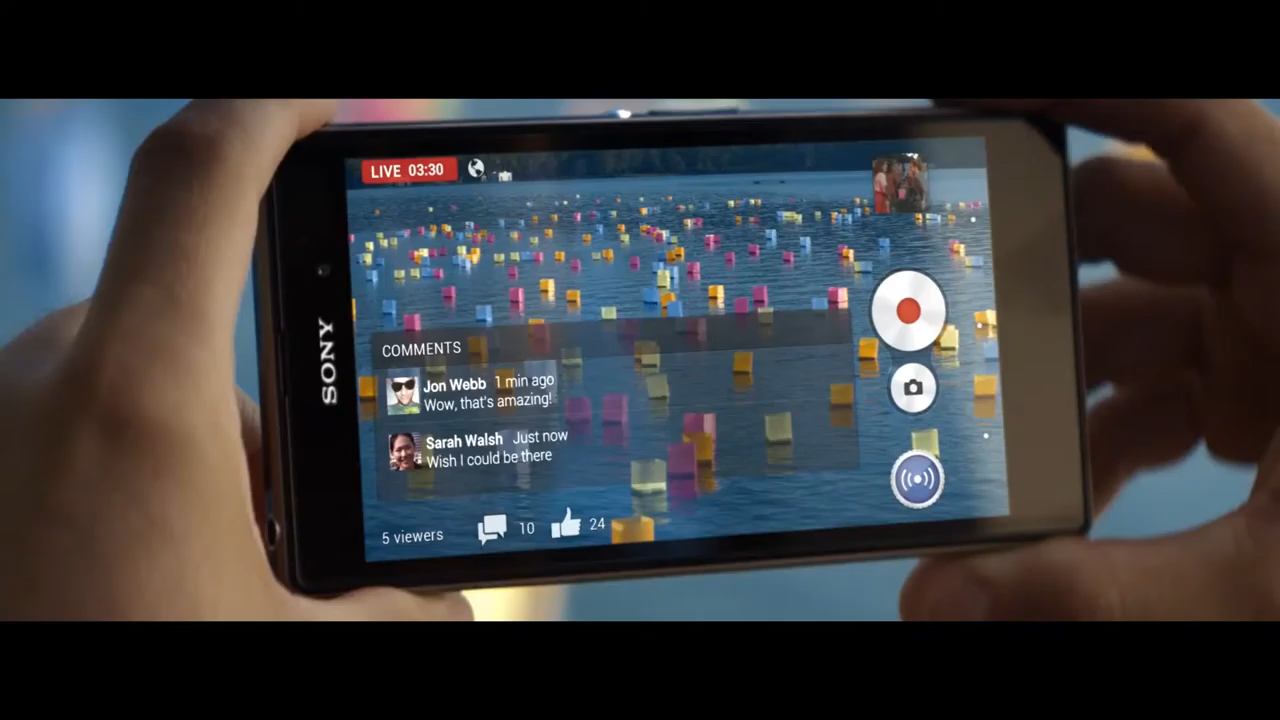 SONY
LIVE 03:30
COMMENTS
Jon Webb 1 min ago
Wow, that's amazing!
Sarah Walsh Just now
Wish I could be there
5 viewers 10 24